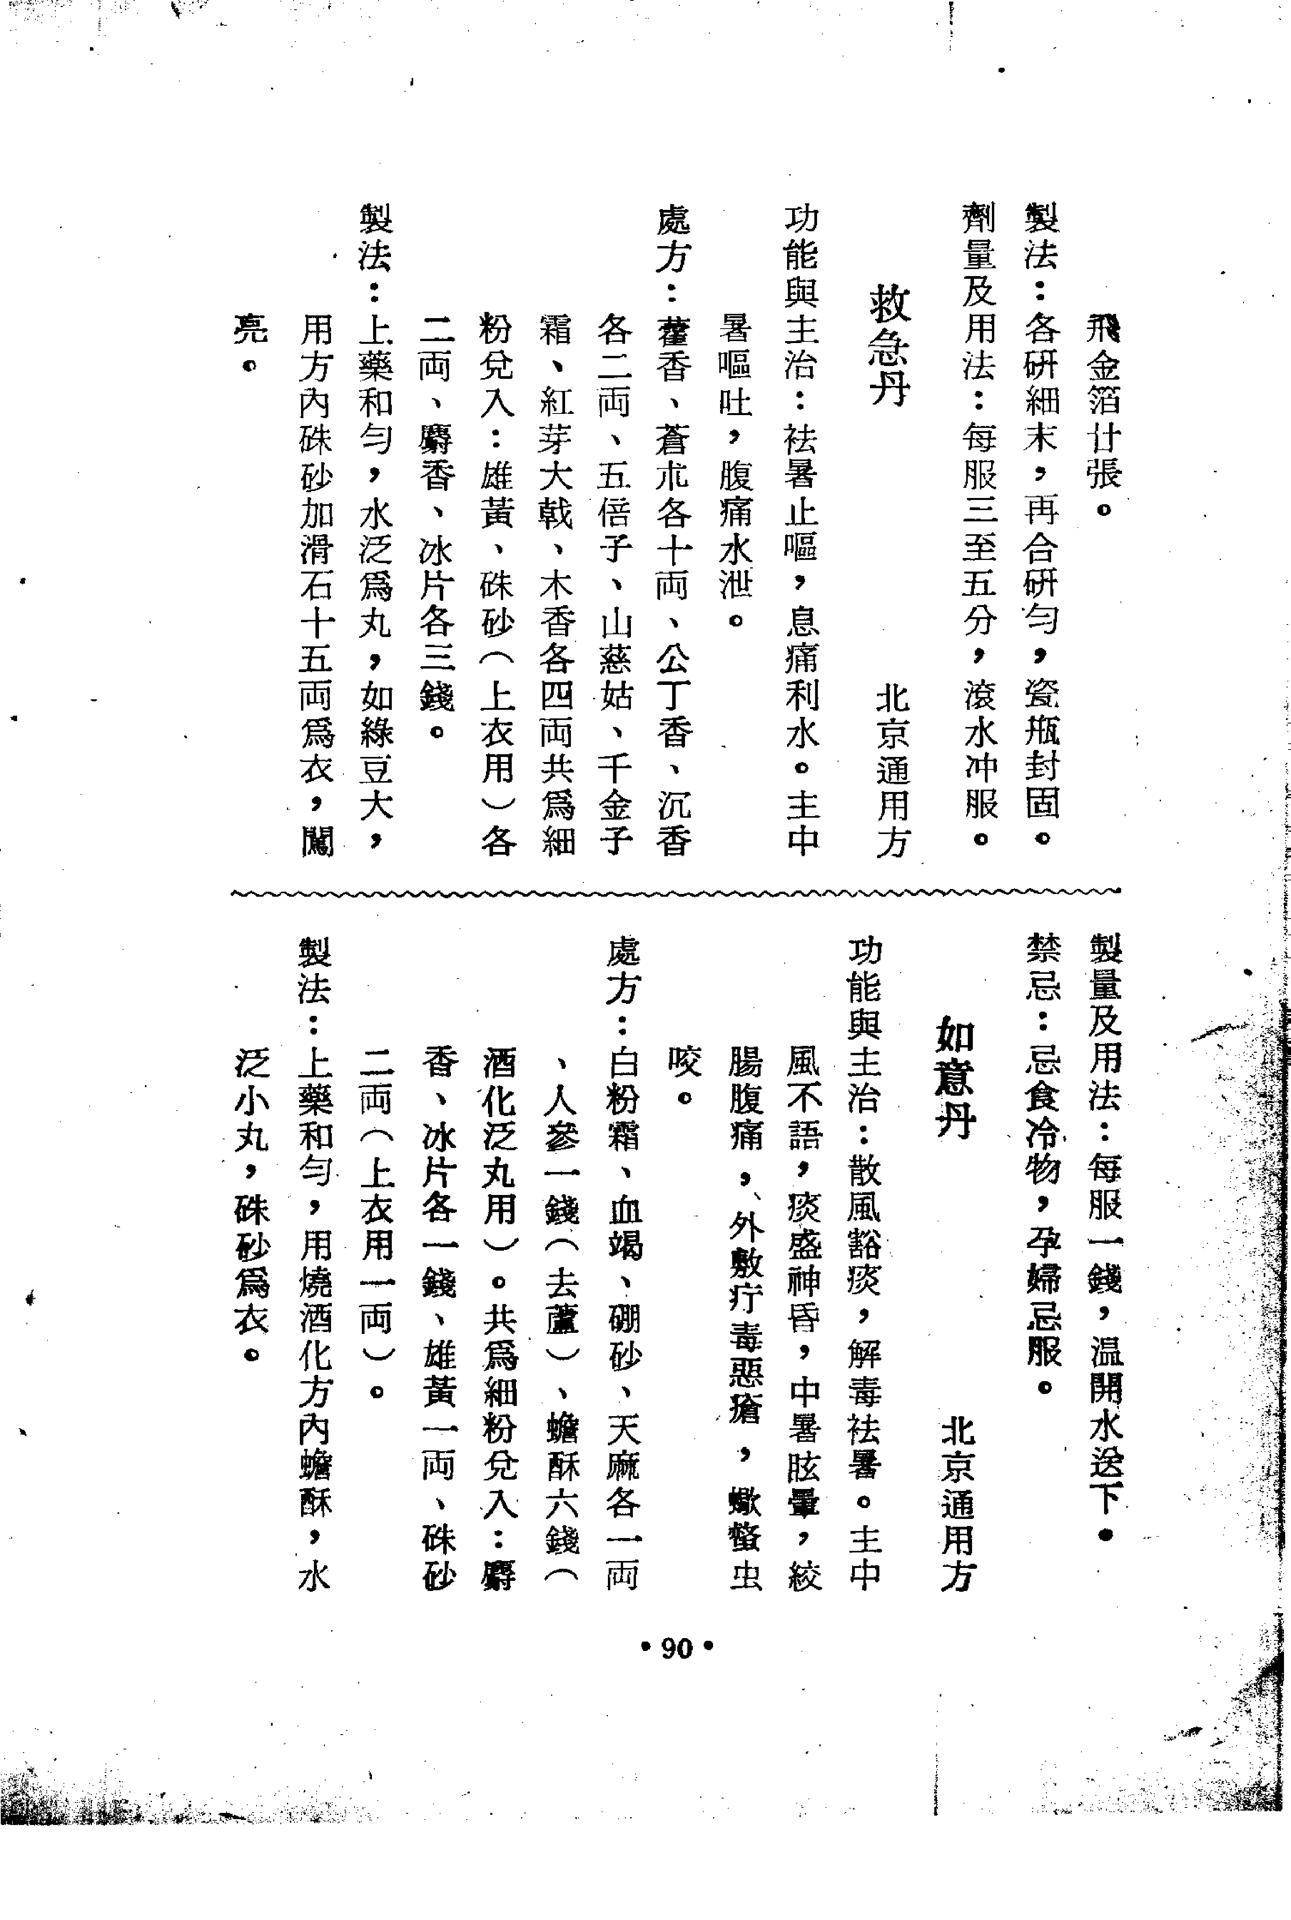 飛金箔廿張。
製法：各研細末，再合研勻，瓷瓶封固。
劑量及用法：每服三至五分，滾水冲服。
救急丹　　北京通用方
功能與主治：祛暑止嘔，息痛利水。主中
暑嘔吐，腹痛水泄。
處方：藿香、蒼朮各十両、公丁香、沉香
各二両、五倍子、山慈姑、千金子
霜、紅芽大戟、木香各四両共爲細
粉兌入：雄黃、硃砂（上衣用）各
二両、麝香、冰片各三錢。
製法：上藥和勻，水泛爲丸，如綠豆大，
用方內硃砂加滑石十五両爲衣，闖
亮。
製量及用法：每服一錢，温開水送下。
禁忌：忌食冷物，孕婦忌服。
如意丹　　北京通用方
功能與主治：散風豁痰，解毒祛暑。主中
風不語，痰盛神昏，中暑眩暈，絞
腸腹痛，外敷疔毒惡瘡，蠍螫虫
咬。
處方：白粉霜、血竭、硼砂、天麻各一両
、人參一錢（去蘆）、蟾酥六錢（
酒化泛丸用）。共爲細粉兌入：麝
香、冰片各一錢、雄黃一両、硃砂
二両（上衣用一両）。
製法：上藥和勻，用燒酒化方內蟾酥，水
泛小丸，硃砂爲衣。
•90•